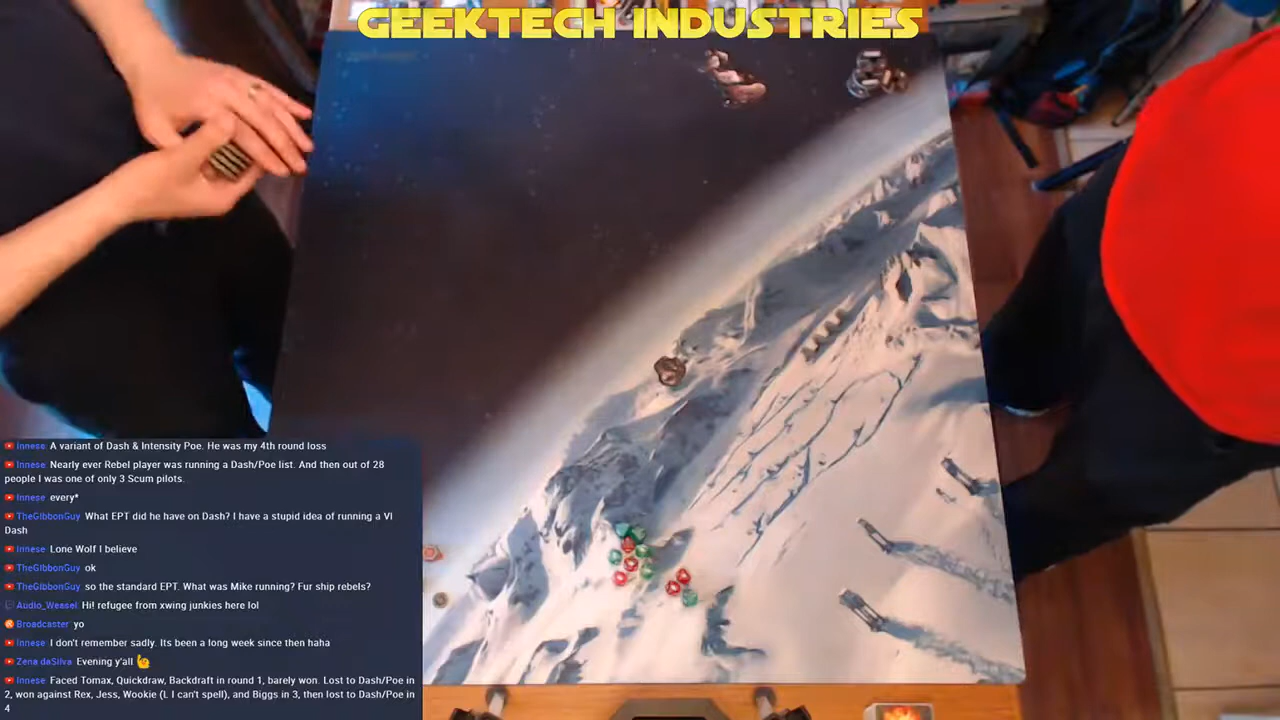 GEEKTECH INDUSTRIES
Innese A variant of Dash & Intensity Poe. He was my 4th round loss
Innese Nearly ever Rebel player was running a Dash/Poe list. And then out of 28
people I was one of only 3 Scum pilots.
Innese every*
TheGibbonGuy What EPT did he have on Dash? I have a stupid idea of running a VI
Dash
Innese Lone Wolf I believe
TheGibbonGuy ok
TheGibbonGuy so the standard EPT. What was Mike running? Fur ship rebels?
Audio_Weasel Hi! refugee from xwing junkies here lol
Broadcaster yo
Innese I don't remember sadly. Its been a long week since then haha
Zena daSilva Evening y'all
Innese Faced Tomax, Quickdraw, Backdraft in round 1, barely won. Lost to Dash/Poe in
2, won against Rex, Jess, Wookie (L I can't spell), and Biggs in 3, then lost to Dash/Poe in
4